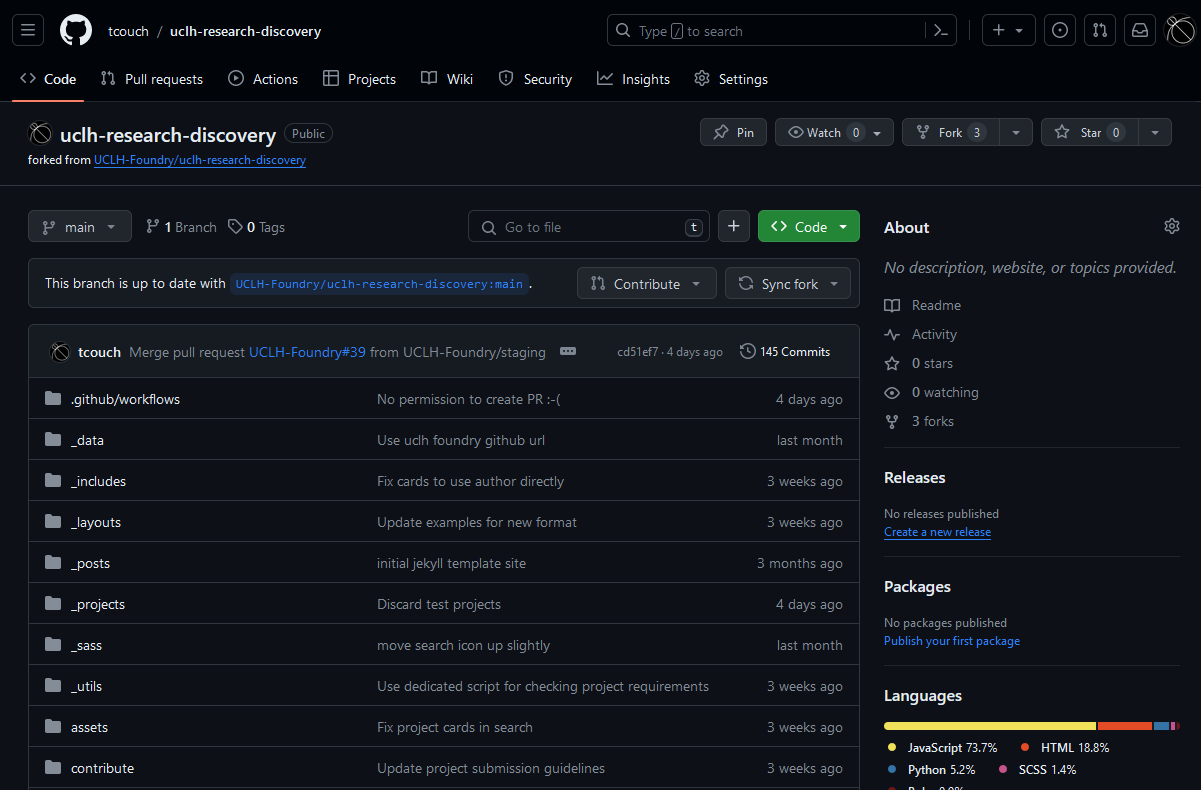 tcouch / uclh-research-discovery
Type / to search
Code
Pull requests
Actions
Projects
Wiki
Security
Insights
Settings
uclh-research-discovery Public
forked from UCLH-Foundry/uclh-research-discovery
Pin
Watch 0
Fork 3
Star 0
main
1 Branch
0 Tags
Go to file t
Code
This branch is up to date with UCLH-Foundry/uclh-research-discovery:main .
Contribute
Sync fork
tcouch Merge pull request UCLH-Foundry#39 from UCLH-Foundry/staging
cd51ef7 · 4 days ago
145 Commits
.github/workflows No permission to create PR :-( 4 days ago
_data Use uclh foundry github url last month
_includes Fix cards to use author directly 3 weeks ago
_layouts Update examples for new format 3 weeks ago
_posts initial jekyll template site 3 months ago
_projects Discard test projects 4 days ago
_sass move search icon up slightly last month
_utils Use dedicated script for checking project requirements 3 weeks ago
assets Fix project cards in search 3 weeks ago
contribute Update project submission guidelines 3 weeks ago
About
No description, website, or topics provided.
Readme
Activity
0 stars
0 watching
3 forks
Releases
No releases published
Create a new release
Packages
No packages published
Publish your first package
Languages
JavaScript 73.7% HTML 18.8%
Python 5.2% SCSS 1.4%